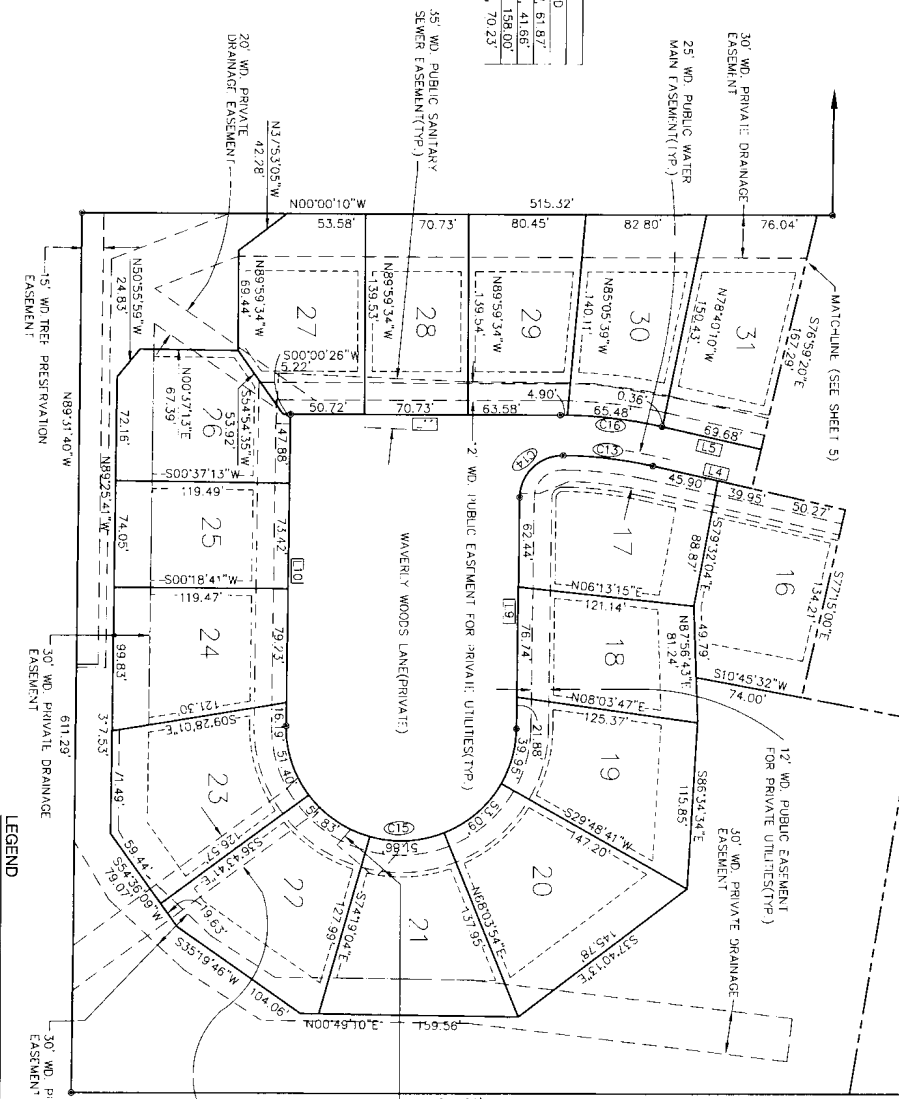 D
61.87'
41.66'
158.00'
70.23'
35' WD. PUBLIC SANITARY
SEWER EASEMENT(TYP.)
20' WD. PRIVATE
DRAINAGE EASEMENT
N37°53'05"W
42.28'
30' WD. PRIVATE DRAINAGE
EASEMENT
25' WD. PUBLIC WATER
MAIN EASEMENT(TYP.)
N00°00'10"W
515.32'
53.58'
70.73'
80.45'
82.80'
76.04'
MATCHLINE (SEE SHEET 5)
S76°59'20"E
167.29'
31
N78°40'10"W
150.43'
30
N85°05'39"W
140.11'
29
N89°59'34"W
139.54'
28
N89°59'34"W
139.53'
27
N89°59'34"W
69.44'
S00°00'26"W
5.22'
50.72'
70.73'
63.58'
4.90'
65.48'
0.36'
69.68'
C16
L5
C13
L4
C14
45.90'
39.95'
50.27'
N50°55'59"W
24.83'
N00°37'13"E
67.39'
S54°54'35"W
53.92'
47.88'
26
S00°37'13"W
119.49'
72.16'
25
73.42'
74.05'
S00°18'41"W
119.47'
L10
24
79.23'
99.83'
S09°28'01"E
121.30'
16.19'
51.40'
23
71.49'
59.44'
S36°43'41"E
126.57'
51.83'
22
19.63'
S74°19'04"E
127.99'
C15
51.86'
21
N68°03'54"E
137.95'
53.09'
20
S29°48'41"W
147.20'
39.95'
21.88'
19
N08°03'47"E
125.37'
76.74'
L9
18
N06°13'15"E
121.14'
62.44'
17
S79°32'04"E
88.87'
16
S77°15'00"E
134.21'
S10°45'32"W
74.00'
49.79'
N87°56'43"E
81.24'
S86°34'34"E
115.85'
S37°40'13"E
145.78'
N00°49'10"E
159.56'
S35°19'46"W
104.06'
S54°36'09"W
79.07'
WAVERLY WOODS LANE(PRIVATE)
12' WD. PUBLIC EASEMENT
FOR PRIVATE UTILITIES(TYP.)
30' WD. PRIVATE DRAINAGE
EASEMENT
15' WD. TREE PRESERVATION
EASEMENT
N89°31'40"W
611.29'
N89°25'41"W
30' WD. PRIVATE DRAINAGE
EASEMENT
LEGEND